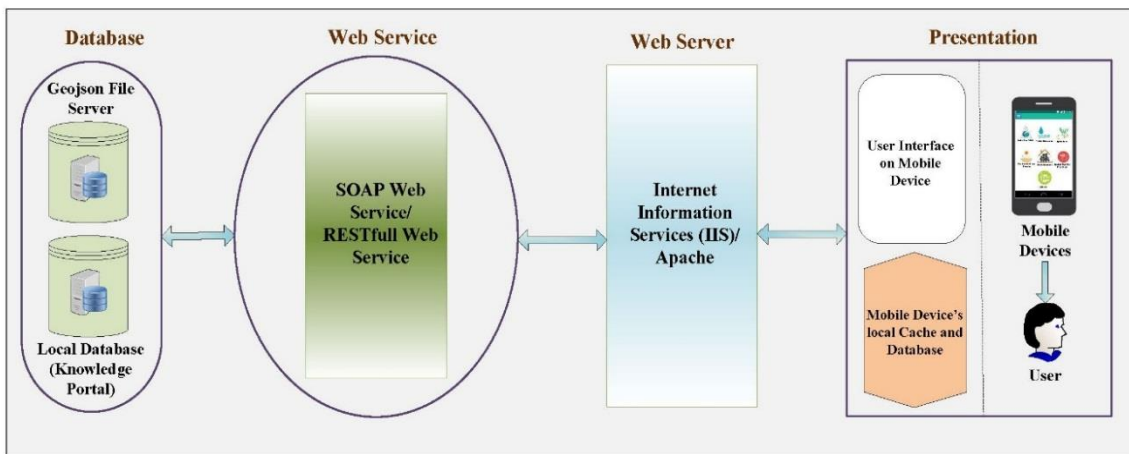 Database
Web Service
Web Server
Presentation
Geojson File
Server
Local Database
(Knowledge
Portal)
SOAP Web
Service/
RESTfull Web
Service
Internet
Information
Services (IIS)/
Apache
User Interface
on Mobile
Device
Mobile Device's
local Cache and
Database
Mobile
Devices
User